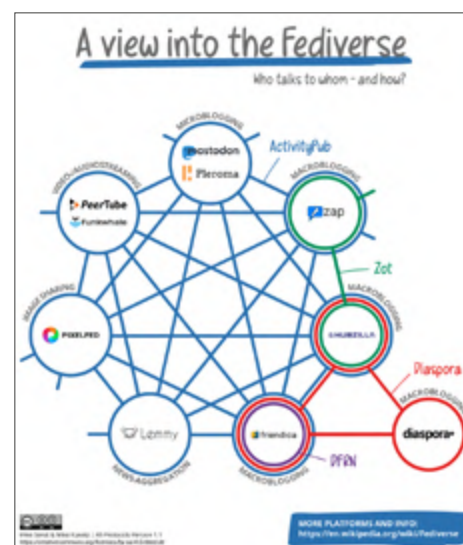 A view into the Fediverse
Who talks to whom - and how?
MICROBLOGGING
mastodon
Pleroma
ActivityPub
VIDEO/AUDIOSTREAMING
PeerTube
Funkwhale
MACROBLOGGING
zap
Zot
IMAGE SHARING
PIXELFED
MACROBLOGGING
HUBZILLA
Diaspora
MACROBLOGGING
diaspora*
Lemmy
NEWS-AGGREGATION
friendica
MACROBLOGGING
DFRN
MORE PLATFORMS AND INFO:
https://en.wikipedia.org/wiki/Fediverse